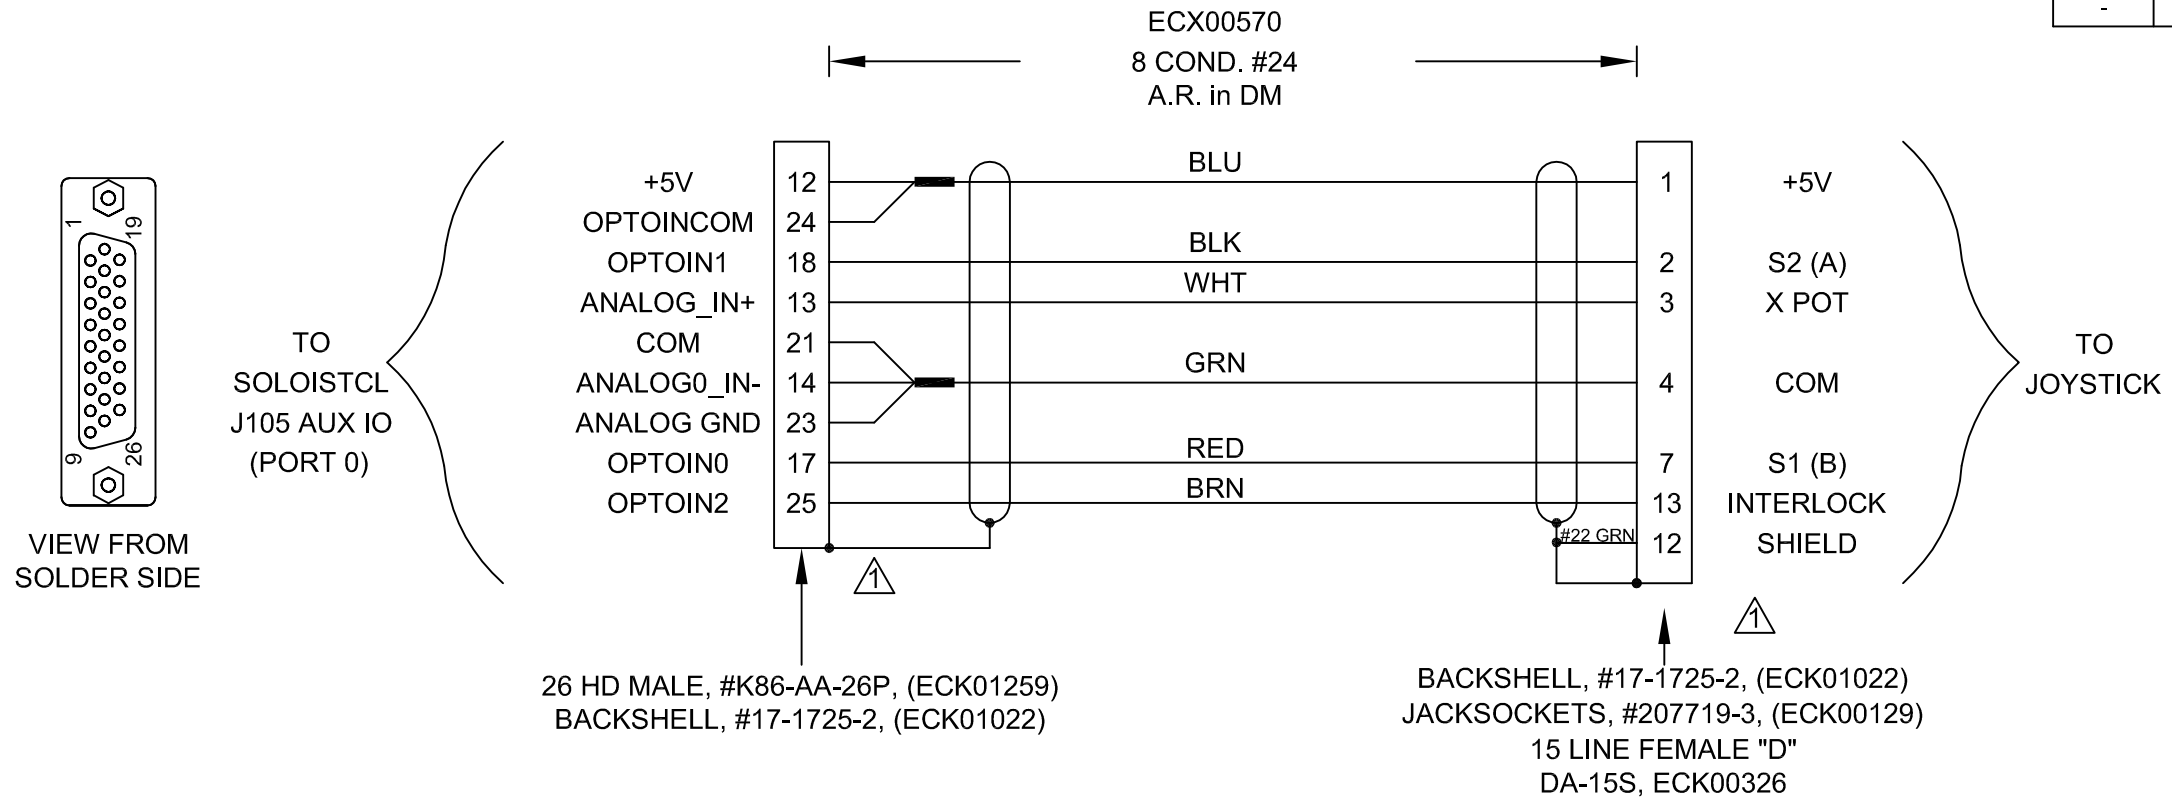 -
ECX00570
8 COND. #24
A.R. in DM
1
19
9
26
VIEW FROM
SOLDER SIDE
TO
SOLOISTCL
J105 AUX IO
(PORT 0)
+5V 12 BLU 1 +5V
OPTOINCOM 24
OPTOIN1 18 BLK 2 S2 (A)
ANALOG_IN+ 13 WHT 3 X POT
COM 21
ANALOG0_IN- 14 GRN 4 COM
ANALOG GND 23
OPTOIN0 17 RED 7 S1 (B)
OPTOIN2 25 BRN 13 INTERLOCK
#22 GRN 12 SHIELD
TO
JOYSTICK
1
1
26 HD MALE, #K86-AA-26P, (ECK01259)
BACKSHELL, #17-1725-2, (ECK01022)
BACKSHELL, #17-1725-2, (ECK01022)
JACKSOCKETS, #207719-3, (ECK00129)
15 LINE FEMALE "D"
DA-15S, ECK00326